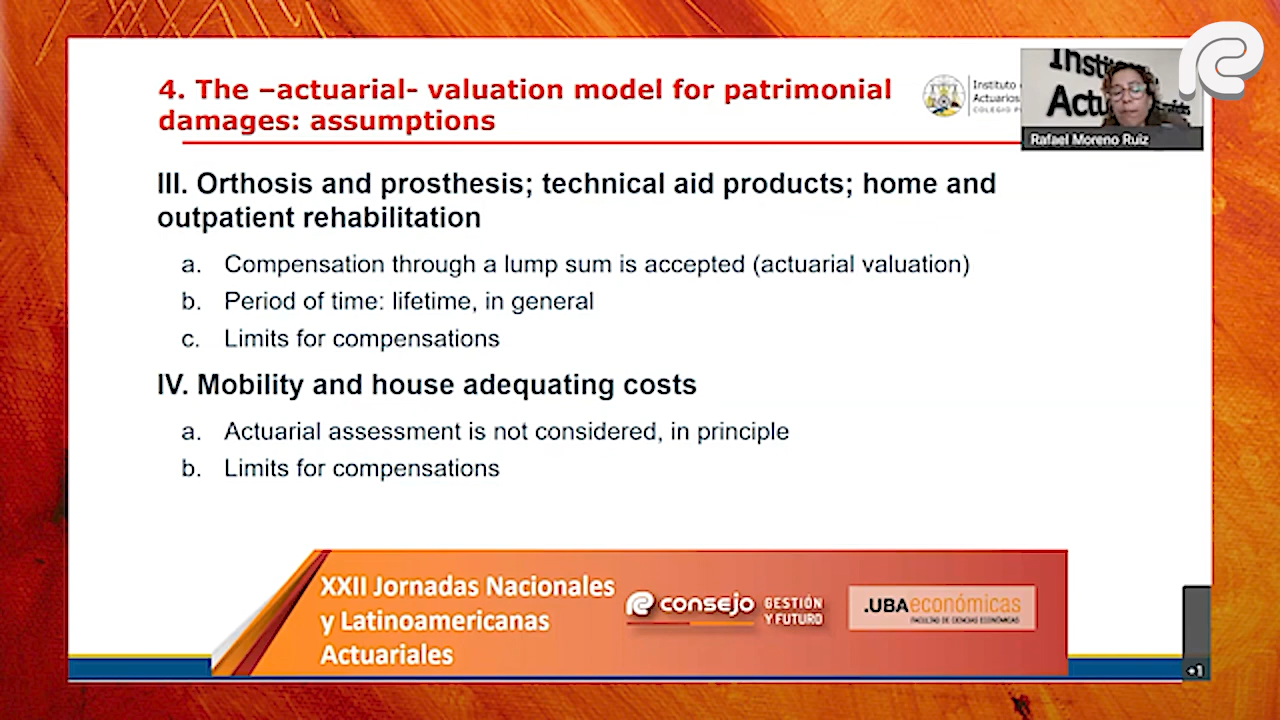 4. The –actuarial- valuation model for patrimonial
damages: assumptions
Instituto
Actuarios
Inst
Actu
Rafael Moreno Ruiz
III. Orthosis and prosthesis; technical aid products; home and
outpatient rehabilitation
a. Compensation through a lump sum is accepted (actuarial valuation)
b. Period of time: lifetime, in general
c. Limits for compensations
IV. Mobility and house adequating costs
a. Actuarial assessment is not considered, in principle
b. Limits for compensations
XXII Jornadas Nacionales
y Latinoamericanas
Actuariales
consejo
GESTIÓN
Y FUTURO
.UBAeconómicas
FACULTAD DE CIENCIAS ECONÓMICAS
+1